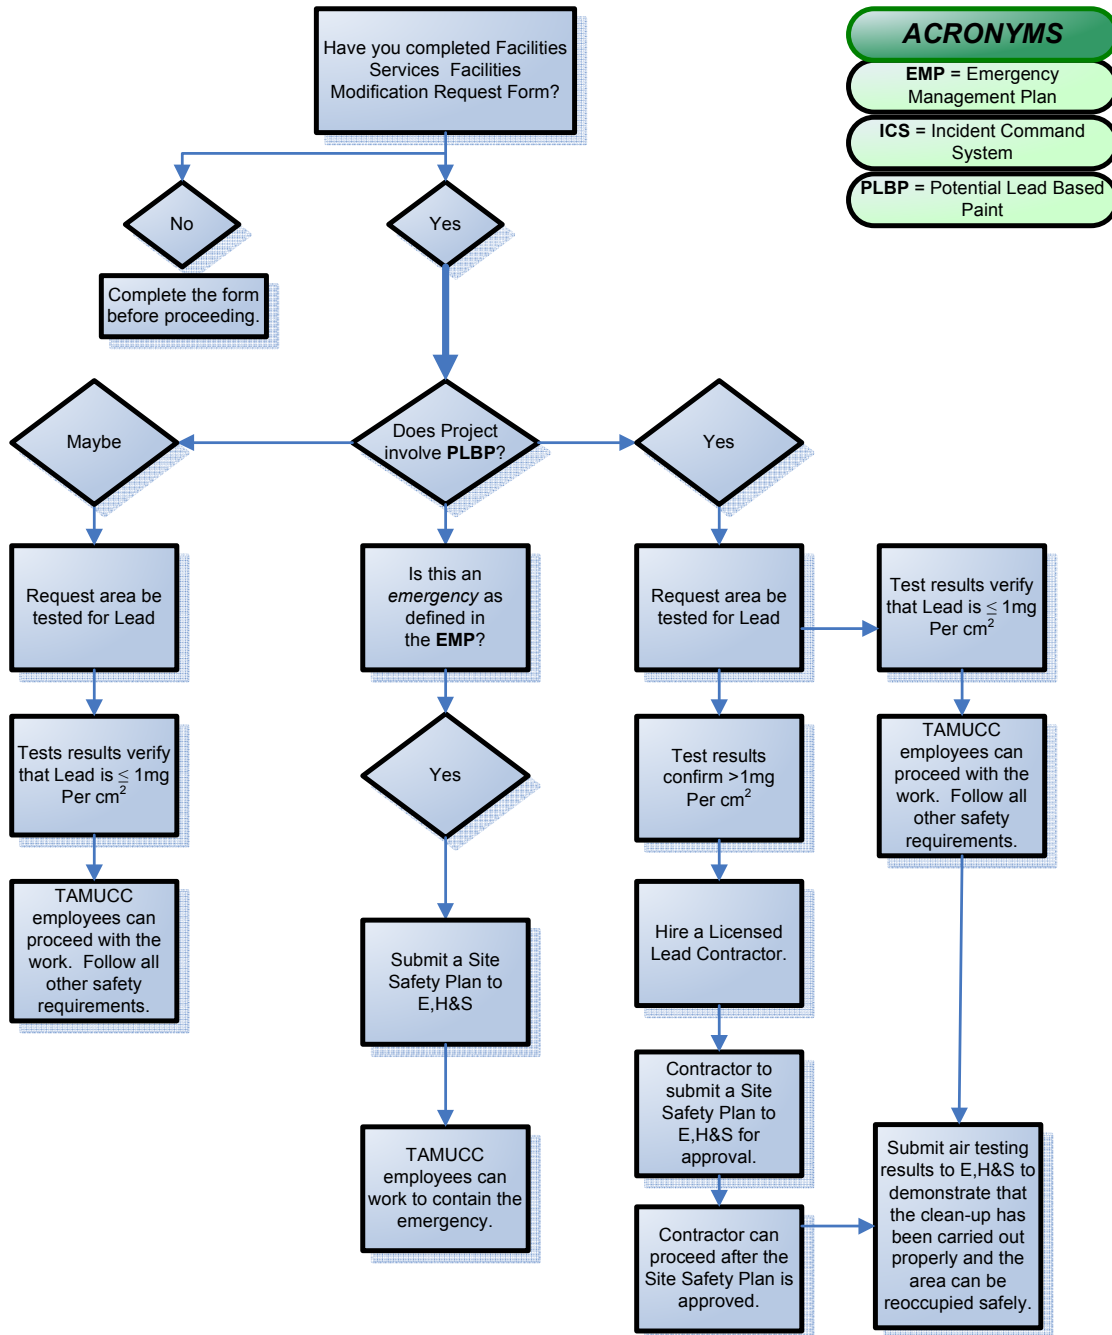 Have you completed Facilities
Services Facilities
Modification Request Form?
ACRONYMS
EMP = Emergency
Management Plan
ICS = Incident Command
System
PLBP = Potential Lead Based
Paint
No
Yes
Complete the form
before proceeding.
Maybe
Does Project
involve PLBP?
Yes
Request area be
tested for Lead
Is this an
emergency as
defined in
the EMP?
Request area be
tested for Lead
Test results verify
that Lead is ≤ 1mg
Per cm²
Tests results verify
that Lead is ≤ 1mg
Per cm²
Yes
Test results
confirm >1mg
Per cm²
TAMUCC
employees can
proceed with the
work. Follow all
other safety
requirements.
TAMUCC
employees can
proceed with the
work. Follow all
other safety
requirements.
Submit a Site
Safety Plan to
E,H&S
Hire a Licensed
Lead Contractor.
TAMUCC
employees can
work to contain the
emergency.
Contractor to
submit a Site
Safety Plan to
E,H&S for
approval.
Contractor can
proceed after the
Site Safety Plan is
approved.
Submit air testing
results to E,H&S to
demonstrate that
the clean-up has
been carried out
properly and the
area can be
reoccupied safely.